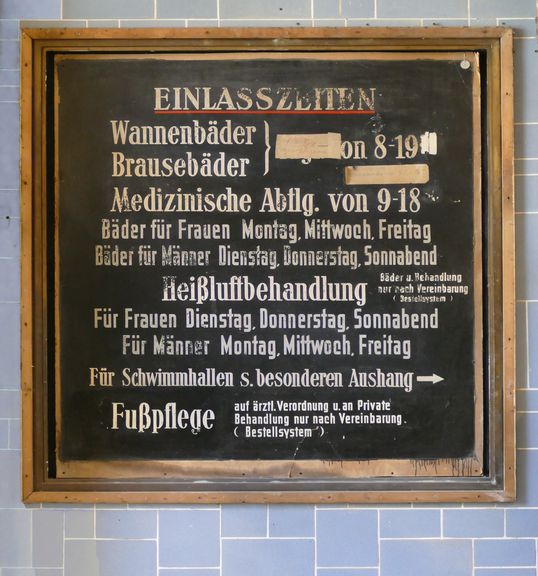 EINLASSZEITEN
Wannenbäder
Brausebäder } on 8-19
Medizinische Abtlg. von 9-18
Bäder für Frauen Montag, Mittwoch, Freitag
Bäder für Männer Dienstag, Donnerstag, Sonnabend
Heißluftbehandlung
Bäder u. Behandlung
nur nach Vereinbarung
( Bestellsystem )
Für Frauen Dienstag, Donnerstag, Sonnabend
Für Männer Montag, Mittwoch, Freitag
Für Schwimmhallen s. besonderen Aushang →
Fußpflege
auf ärztl. Verordnung u. an Private
Behandlung nur nach Vereinbarung.
( Bestellsystem )